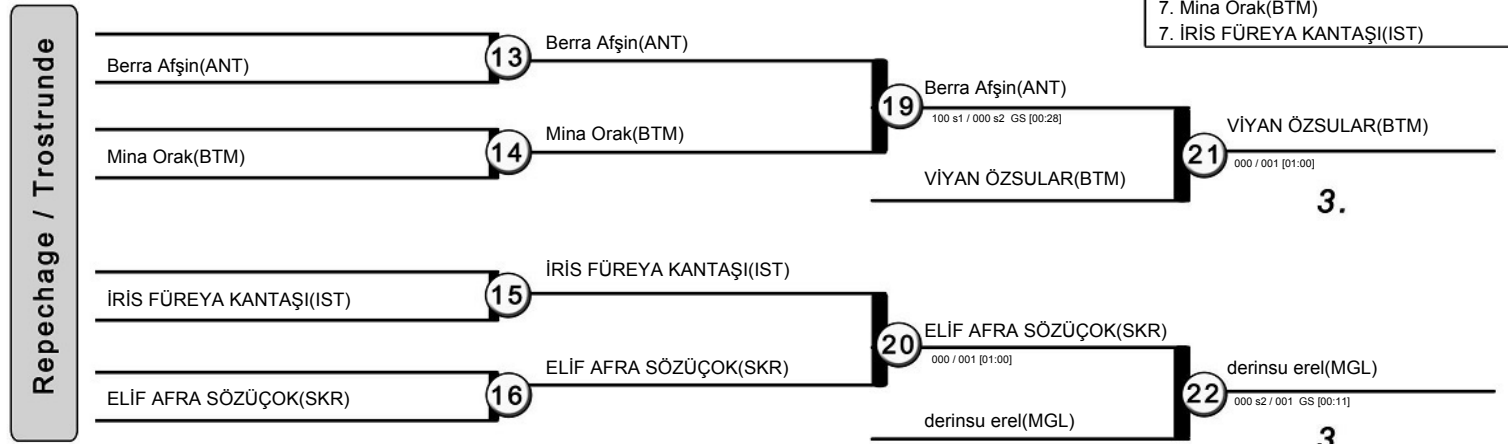 7. Mina Orak(BTM)
7. İRİS FÜREYA KANTAŞI(IST)
Repechage / Trostrunde
Berra Afşin(ANT)
13
Berra Afşin(ANT)
Mina Orak(BTM)
14
Mina Orak(BTM)
19
Berra Afşin(ANT)
100 s1 / 000 s2 GS [00:28]
VİYAN ÖZSULAR(BTM)
21
VİYAN ÖZSULAR(BTM)
000 / 001 [01:00]
3.
İRİS FÜREYA KANTAŞI(IST)
15
İRİS FÜREYA KANTAŞI(IST)
ELİF AFRA SÖZÜÇOK(SKR)
16
ELİF AFRA SÖZÜÇOK(SKR)
20
ELİF AFRA SÖZÜÇOK(SKR)
000 / 001 [01:00]
derinsu erel(MGL)
22
derinsu erel(MGL)
000 s2 / 001 GS [00:11]
3